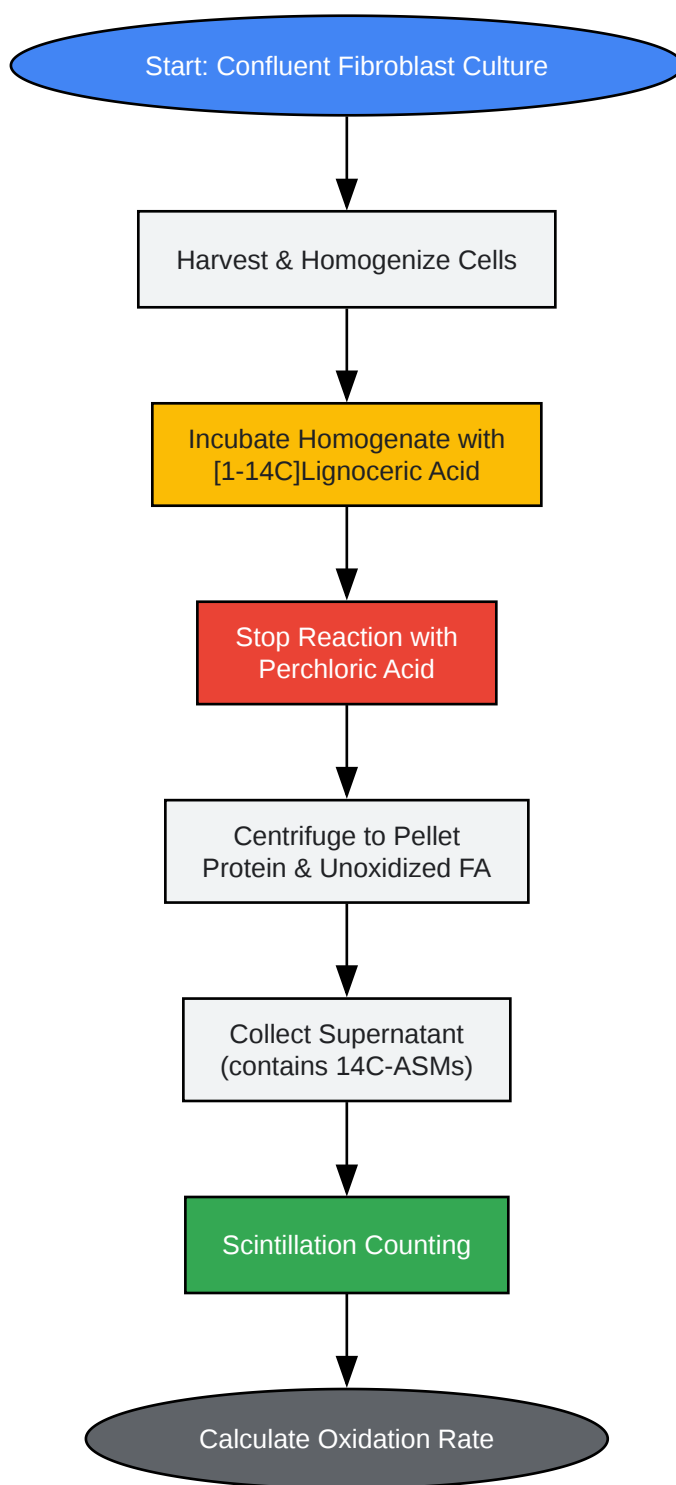 Start: Confluent Fibroblast Culture
Harvest & Homogenize Cells
Incubate Homogenate with
[1-14C]Lignoceric Acid
Stop Reaction with
Perchloric Acid
Centrifuge to Pellet
Protein & Unoxidized FA
Collect Supernatant
(contains 14C-ASMs)
Scintillation Counting
Calculate Oxidation Rate